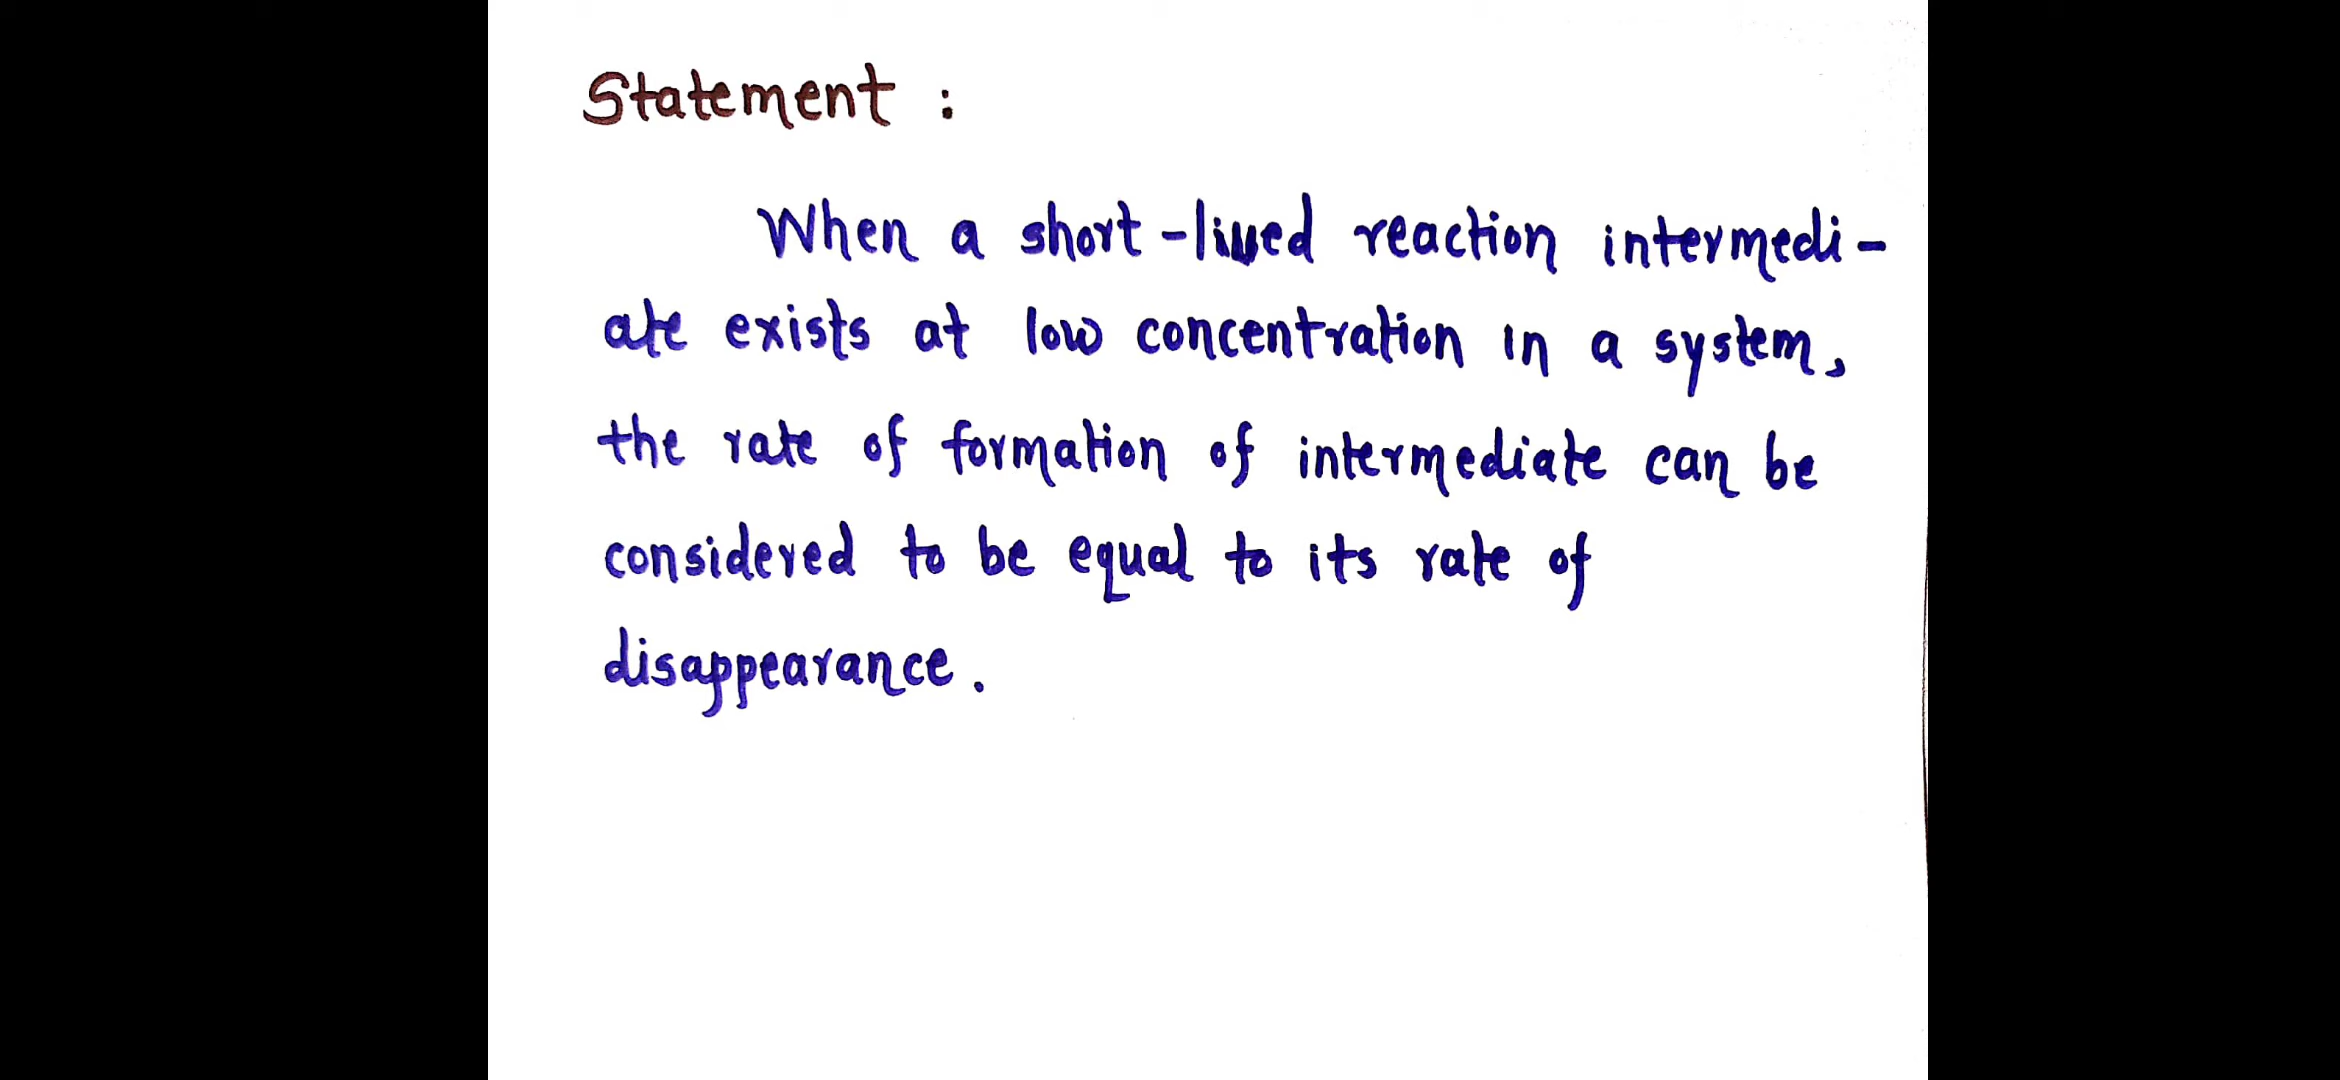 Statement :
When a short-lived reaction intermedi-
ate exists at low concentration in a system,
the rate of formation of intermediate can be
considered to be equal to its rate of
disappearance.